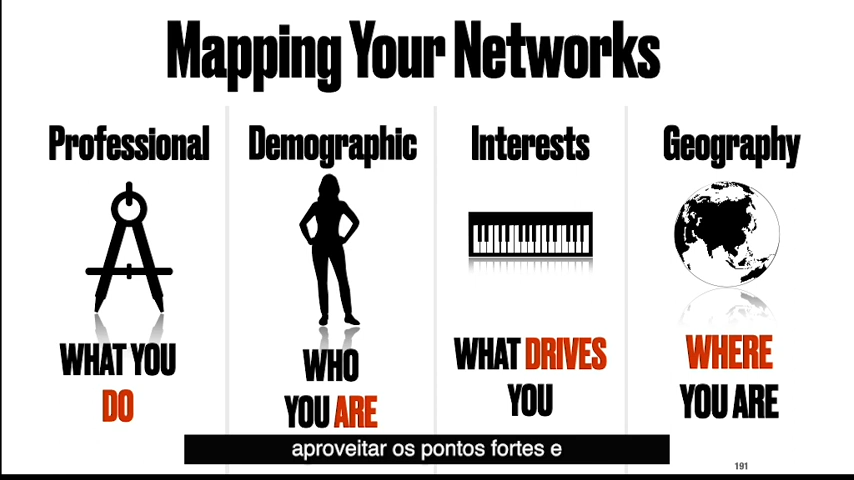 Mapping Your Networks
Professional
Demographic
Interests
Geography
WHAT YOU
DO
WHO
YOU ARE
WHAT DRIVES
YOU
WHERE
YOU ARE
aproveitar os pontos fortes e
191